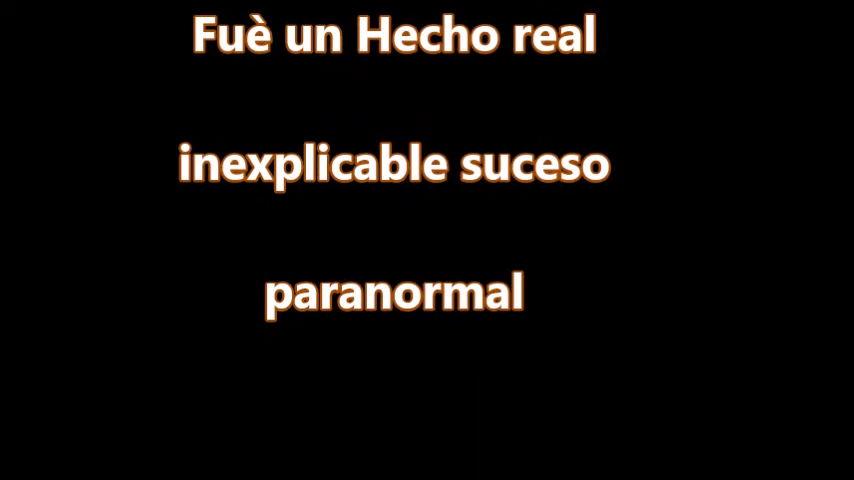 Fuè un Hecho real
inexplicable suceso
paranormal